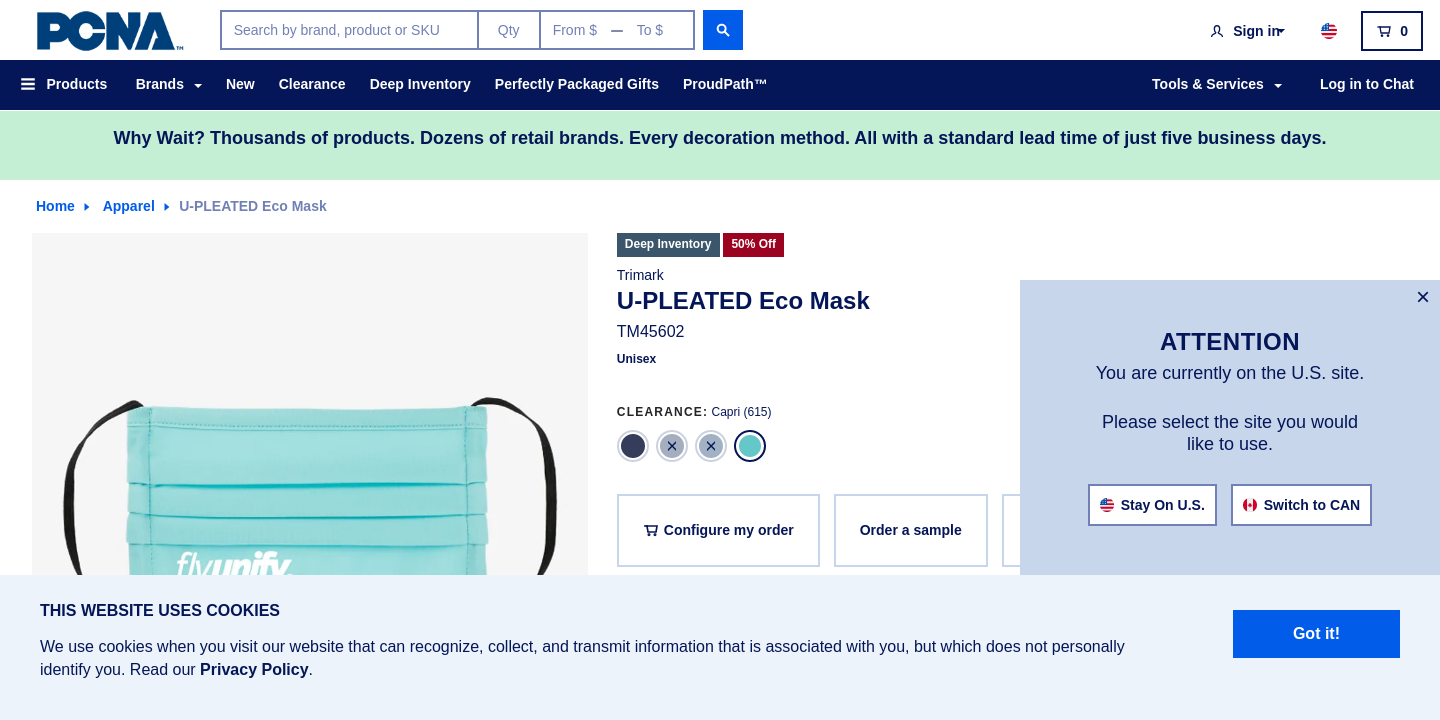 PCNA™
Search by brand, product or SKU
Qty
From $
To $
Sign in
0
Products
Brands
New
Clearance
Deep Inventory
Perfectly Packaged Gifts
ProudPath™
Tools & Services
Log in to Chat
Why Wait? Thousands of products. Dozens of retail brands. Every decoration method. All with a standard lead time of just five business days.
Home
Apparel
U-PLEATED Eco Mask
Deep Inventory
50% Off
Trimark
U-PLEATED Eco Mask
TM45602
Unisex
CLEARANCE: Capri (615)
Configure my order
Order a sample
flyunify.
ATTENTION
You are currently on the U.S. site.
Please select the site you would
like to use.
Stay On U.S.
Switch to CAN
THIS WEBSITE USES COOKIES
We use cookies when you visit our website that can recognize, collect, and transmit information that is associated with you, but which does not personally
identify you. Read our Privacy Policy.
Got it!